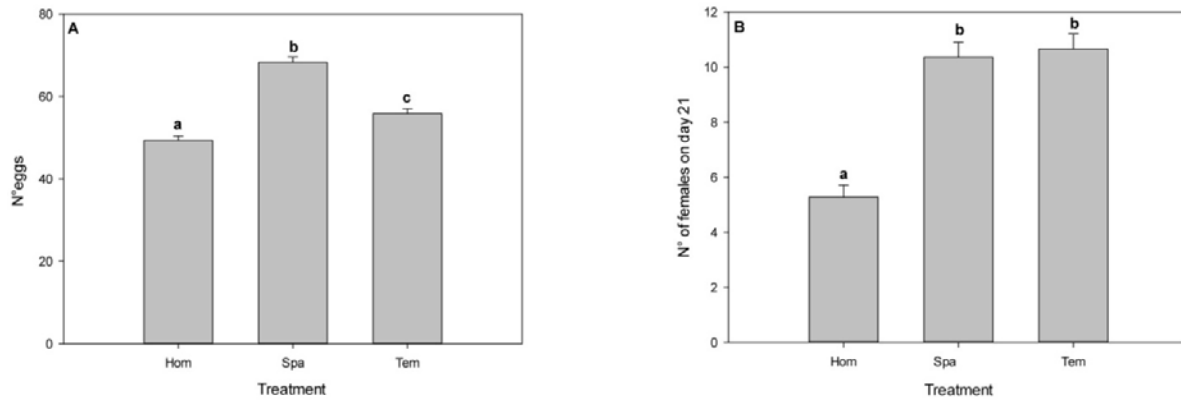 A
N°eggs
80
60
40
20
0
a
b
c
Hom
Spa
Tem
Treatment
B
N° of females on day 21
12
10
8
6
4
2
0
a
b
b
Hom
Spa
Tem
Treatment